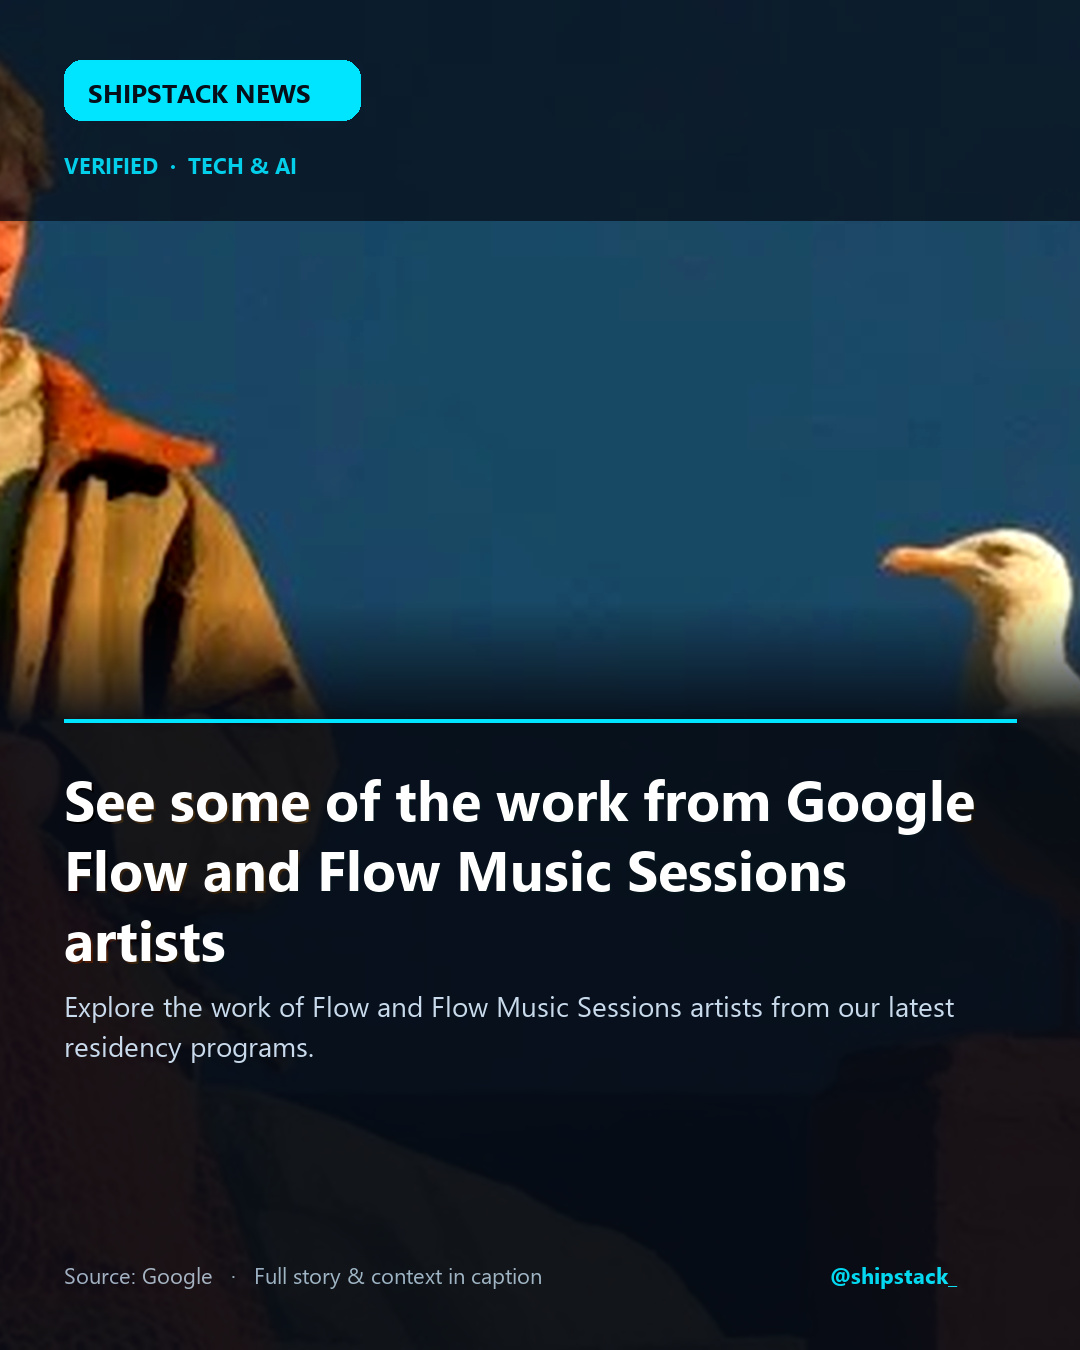 SHIPSTACK NEWS
VERIFIED · TECH & AI
See some of the work from Google
Flow and Flow Music Sessions
artists
Explore the work of Flow and Flow Music Sessions artists from our latest
residency programs.
Source: Google · Full story & context in caption
@shipstack_